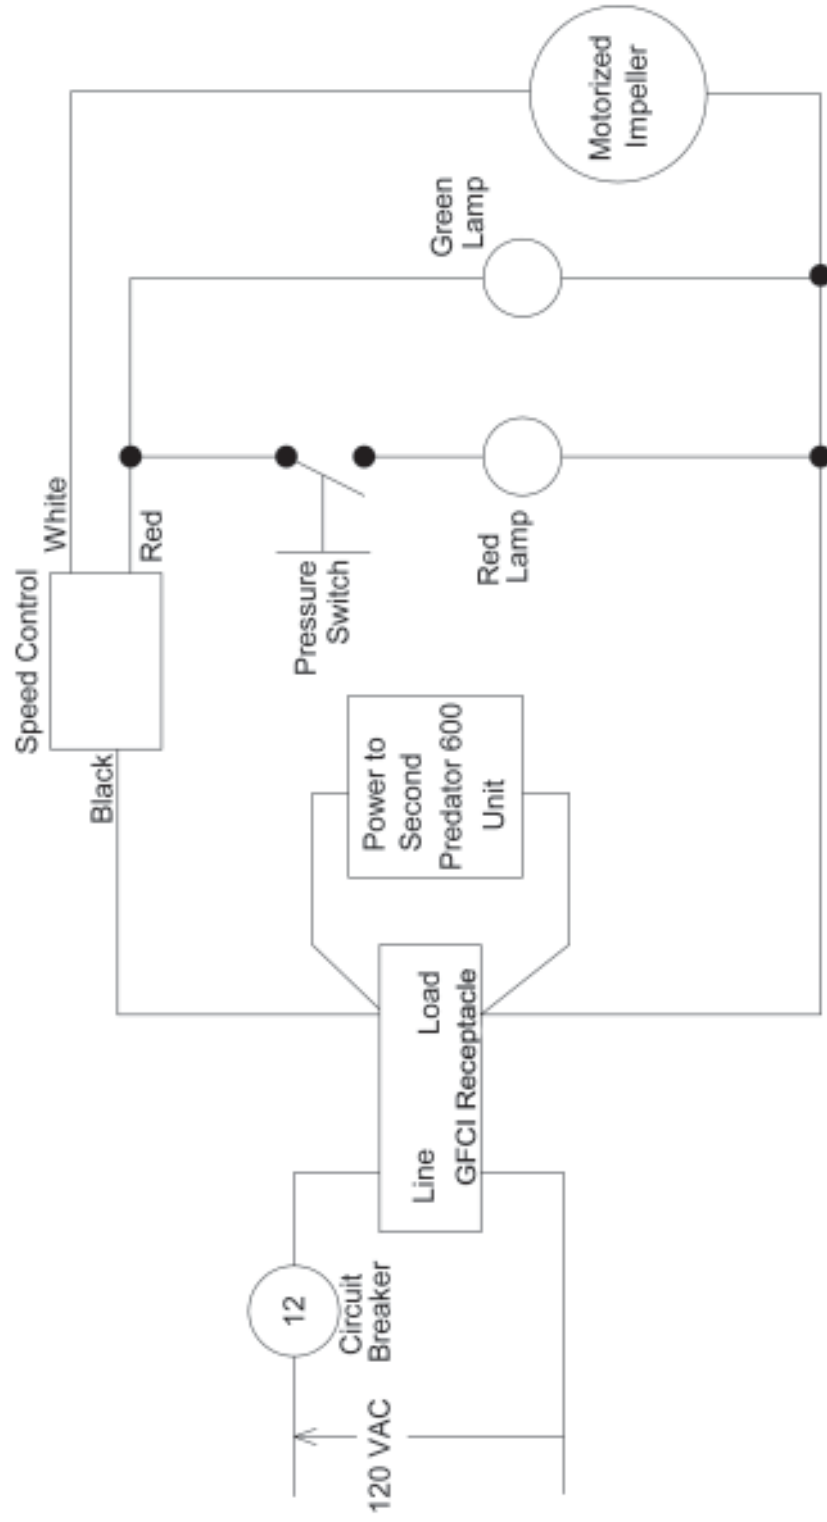 120 VAC
12
Circuit
Breaker
Line
Load
GFCI Receptacle
Power to
Second
Predator 600
Unit
Black
Speed Control
White
Red
Pressure
Switch
Red
Lamp
Green
Lamp
Motorized
Impeller